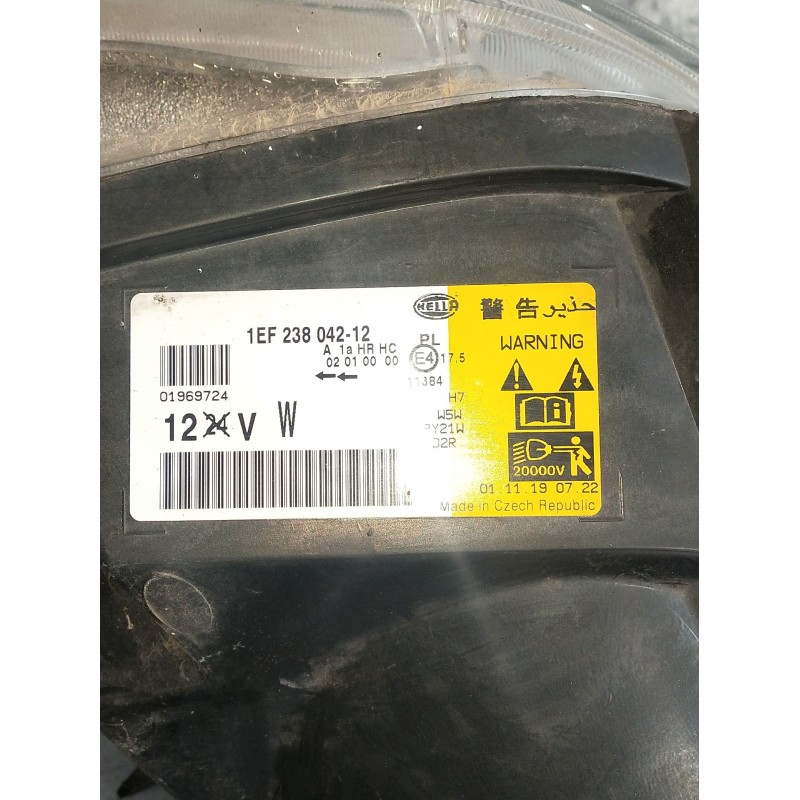 HELLA
警告 حذير
1EF 238 042-12
PL
WARNING
A 1a HR HC
02 01 00 00
E4 17.5
11384
01969724
H7
12 24 V W
W5W
PY21W
D2R
20000V
01.11.19 07.22
Made in Czech Republic